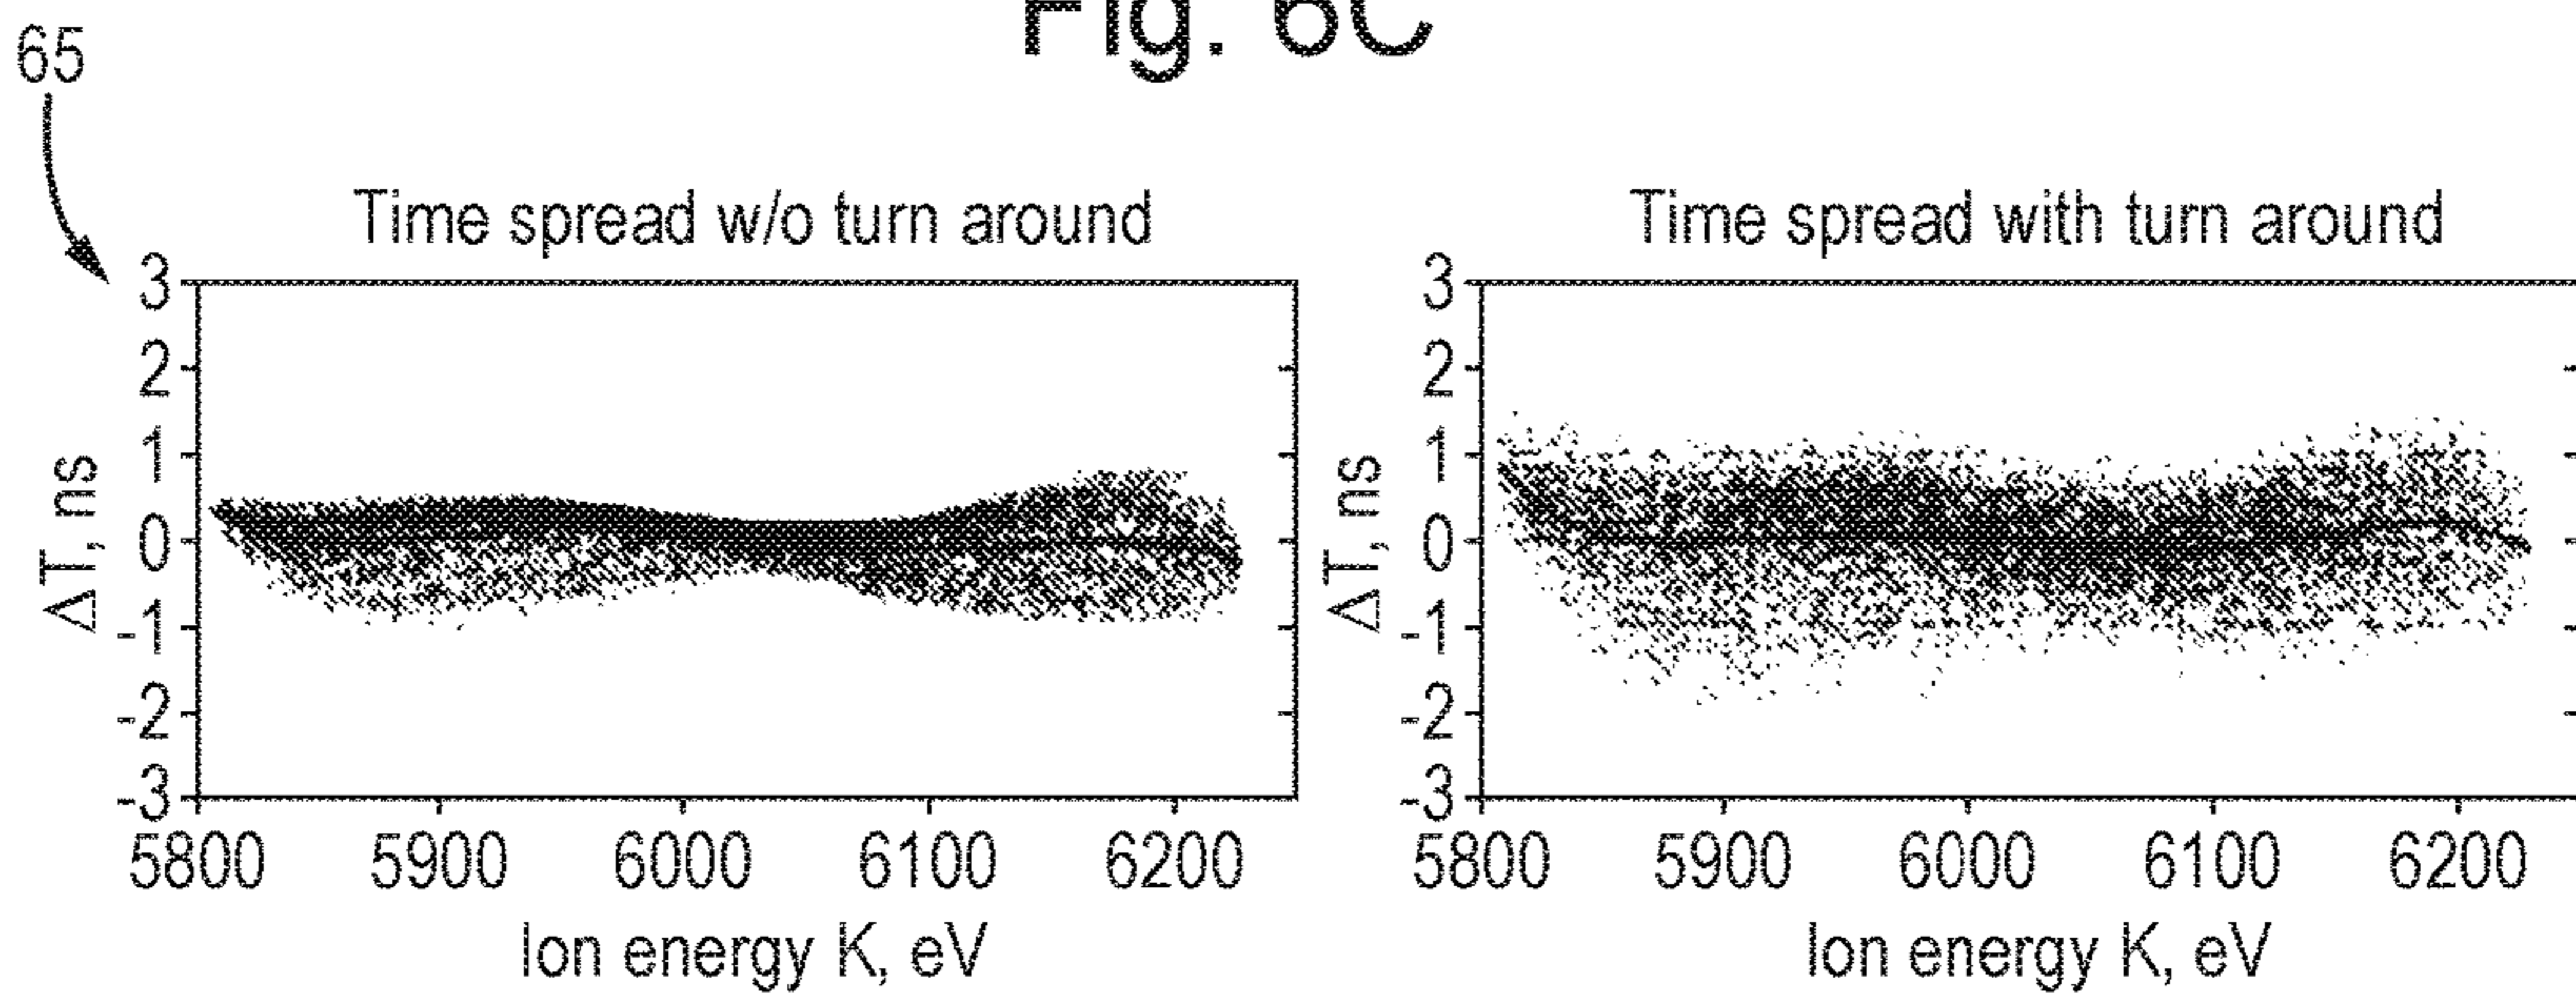 Fig. 6C
65
Time spread w/o turn around
3
2
1
0
-1
-2
-3
ΔT, ns
5800 5900 6000 6100 6200
Ion energy K, eV
Time spread with turn around
3
2
1
0
-1
-2
-3
ΔT, ns
5800 5900 6000 6100 6200
Ion energy K, eV